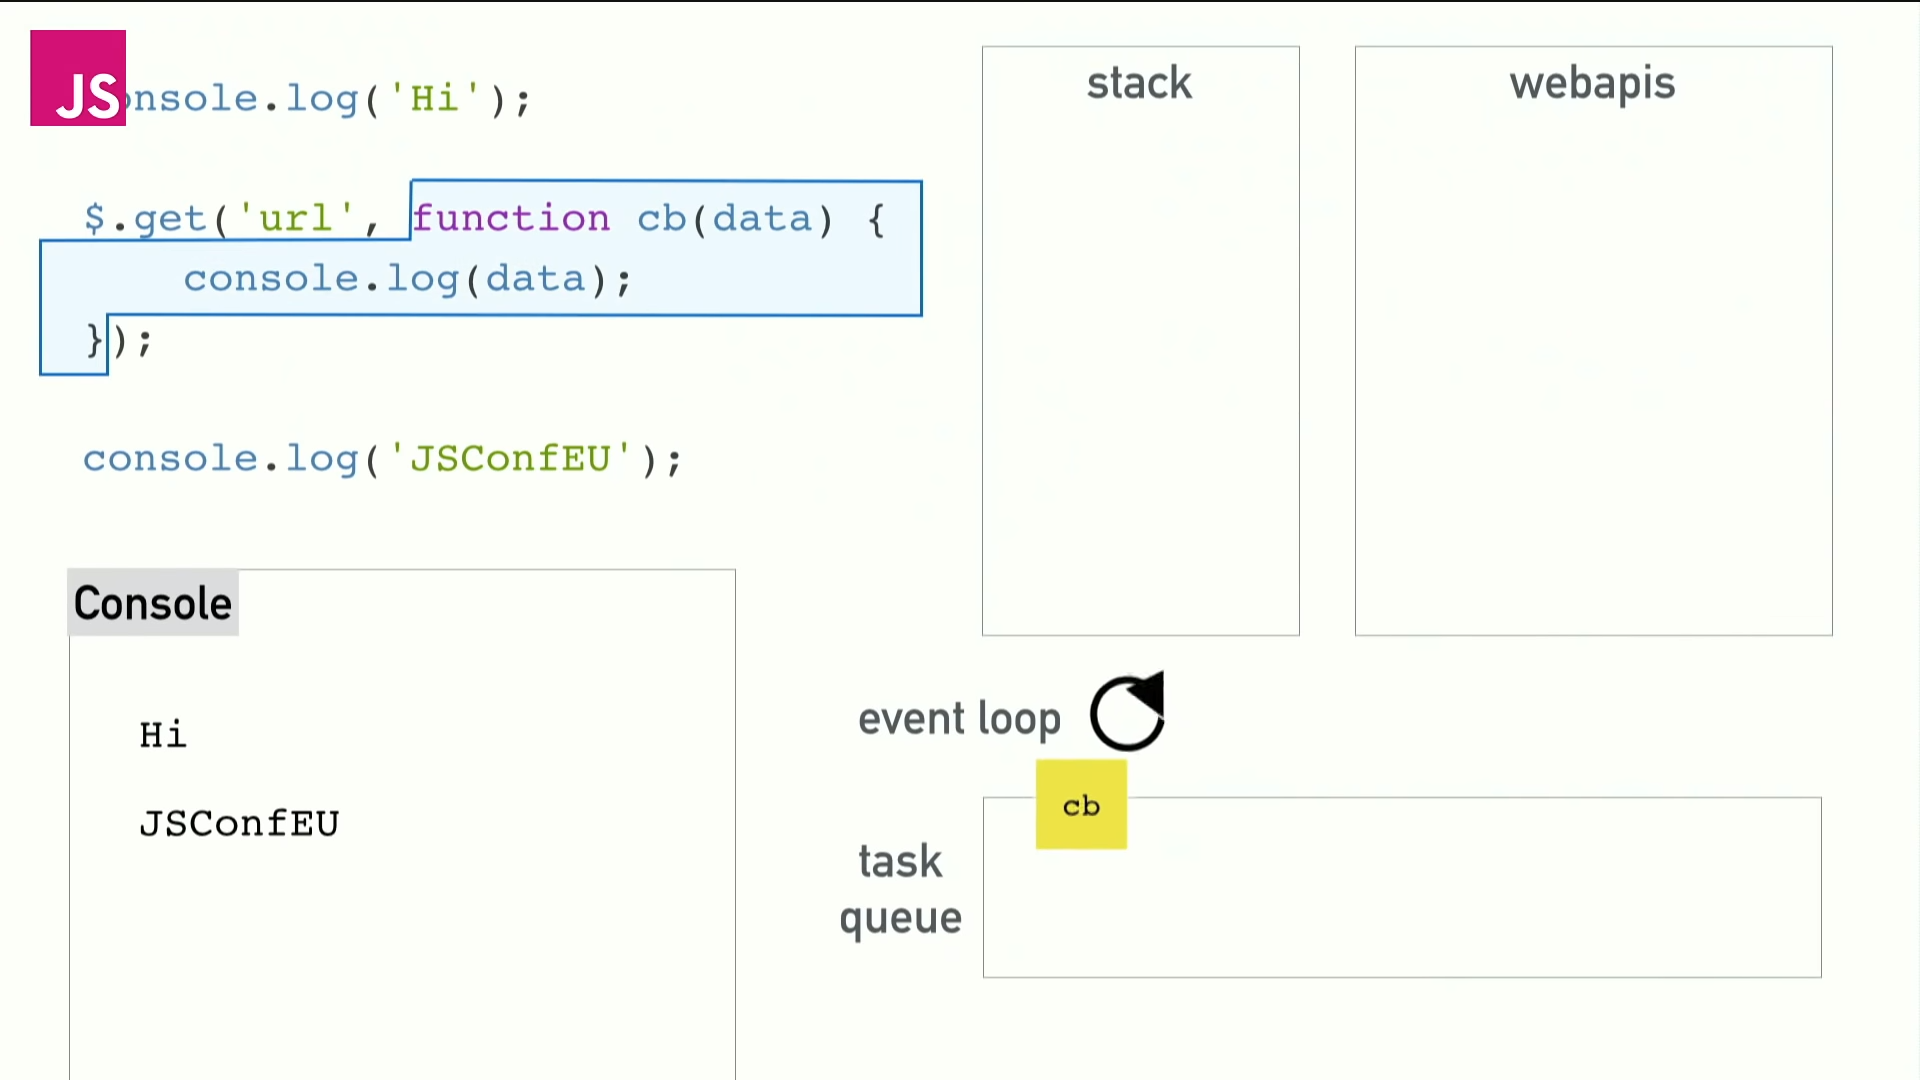 JS
nsole.log('Hi');
$.get('url', function cb(data) {
console.log(data);
});
console.log('JSConfEU');
Console
Hi
JSConfEU
stack
webapis
event loop
cb
task
queue